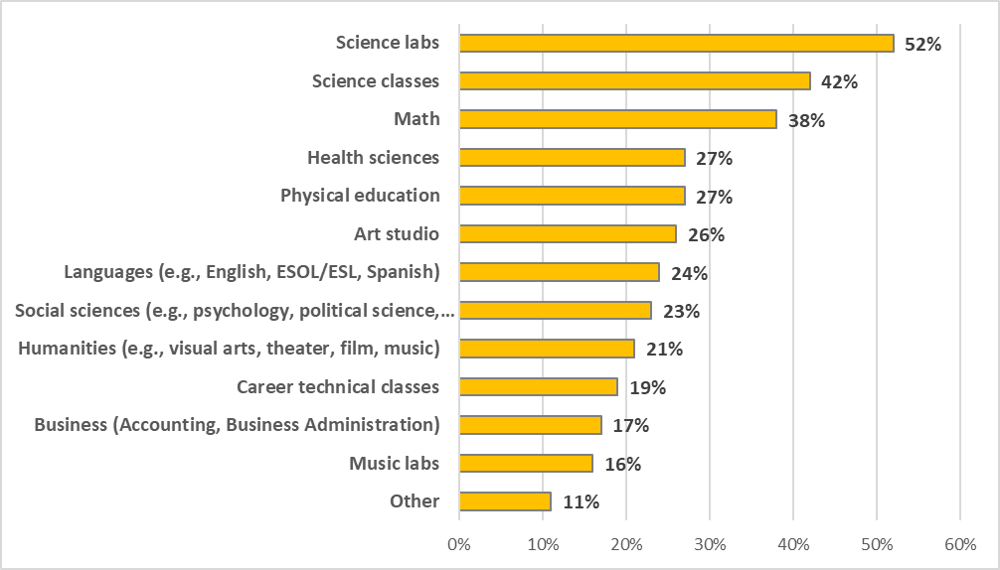 Science labs 52%
Science classes 42%
Math 38%
Health sciences 27%
Physical education 27%
Art studio 26%
Languages (e.g., English, ESOL/ESL, Spanish) 24%
Social sciences (e.g., psychology, political science,... 23%
Humanities (e.g., visual arts, theater, film, music) 21%
Career technical classes 19%
Business (Accounting, Business Administration) 17%
Music labs 16%
Other 11%
0% 10% 20% 30% 40% 50% 60%